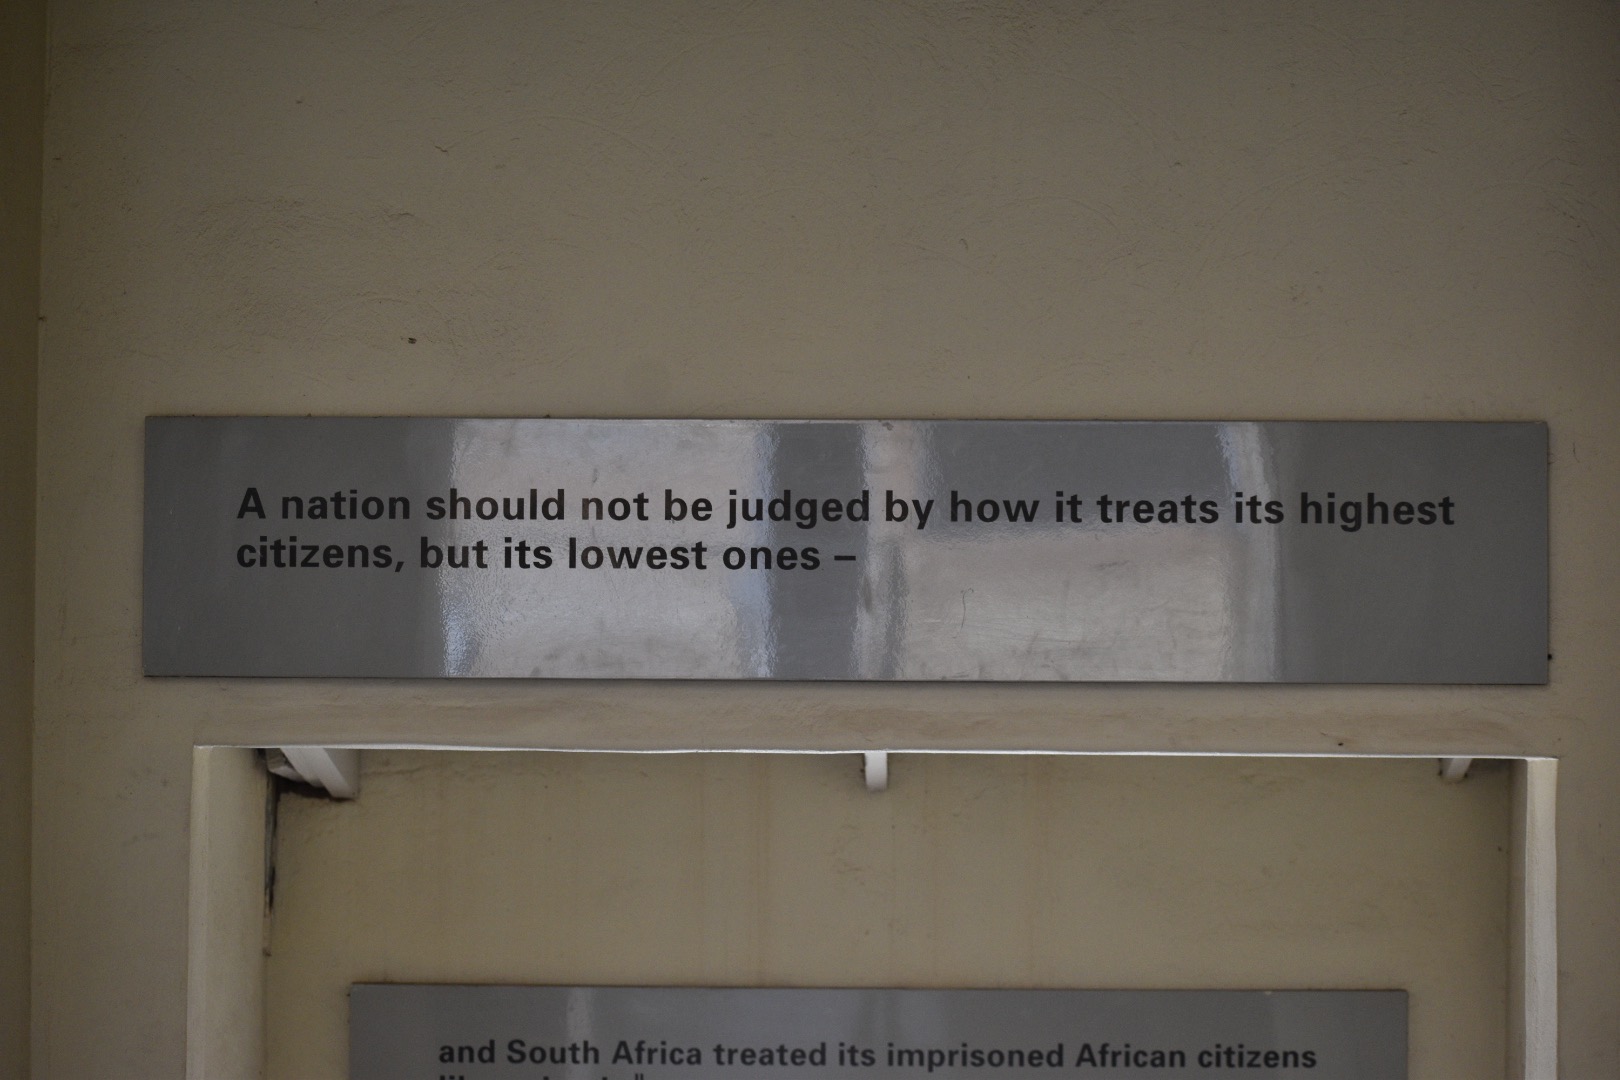 A nation should not be judged by how it treats its highest
citizens, but its lowest ones –
and South Africa treated its imprisoned African citizens